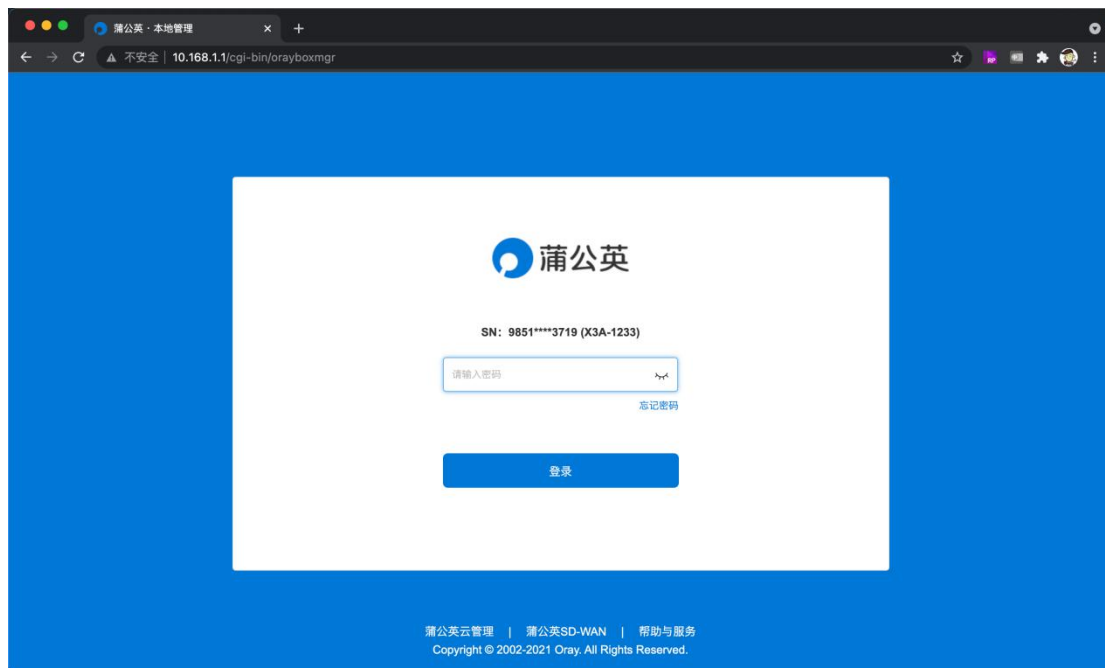 蒲公英 · 本地管理
不安全 | 10.168.1.1/cgi-bin/orayboxmgr
RP
蒲公英
SN: 9851****3719 (X3A-1233)
请输入密码
忘记密码
登录
蒲公英云管理 | 蒲公英SD-WAN | 帮助与服务
Copyright © 2002-2021 Oray. All Rights Reserved.